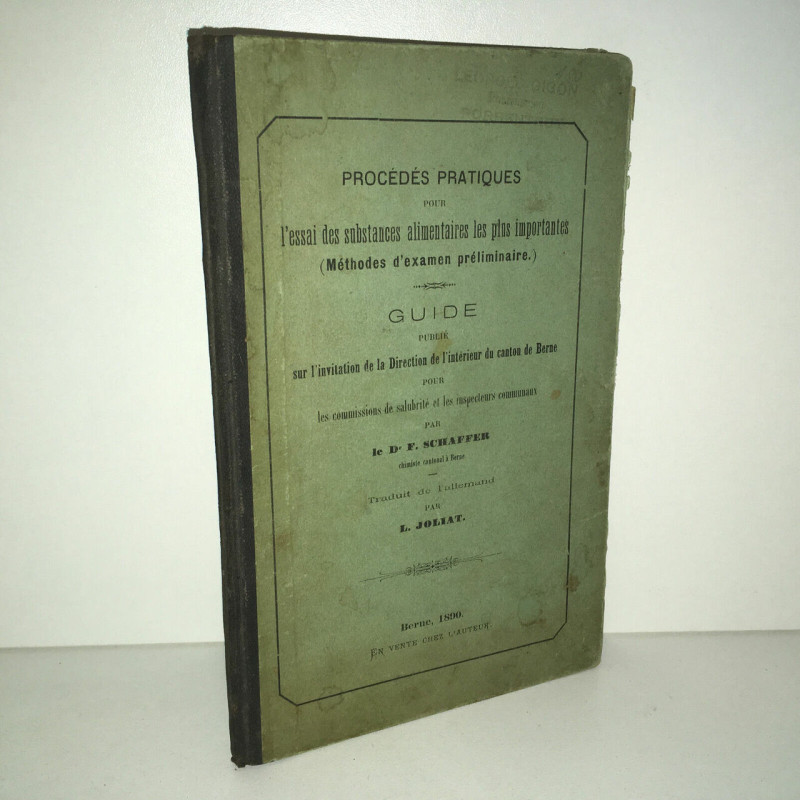 PROCÉDÉS PRATIQUES
POUR
l'essai des substances alimentaires les plus importantes
(Méthodes d'examen préliminaire.)
GUIDE
PUBLIÉ
sur l'invitation de la Direction de l'intérieur du canton de Berne
POUR
les commissions de salubrité et les inspecteurs communaux
PAR
le Dr F. SCHAFFER
chimiste cantonal à Berne
Traduit de l'allemand
PAR
L. JOLIAT.
Berne, 1890.
EN VENTE CHEZ L'AUTEUR.